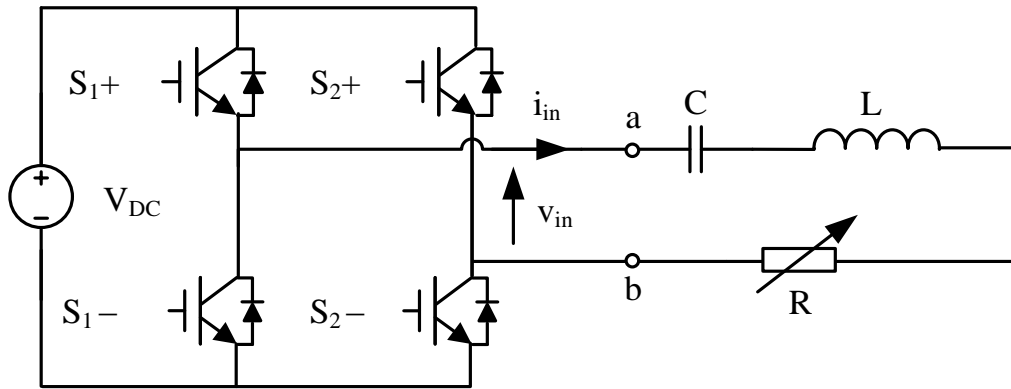 S₁+
S₂+
i_in
a
C
L
+
−
V_DC
v_in
b
R
S₁−
S₂−